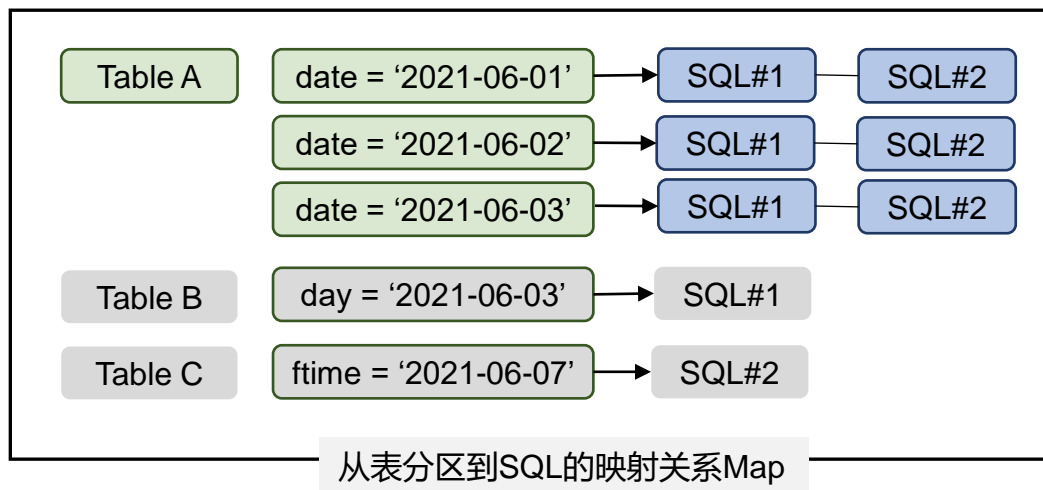 Table A date = ‘2021-06-01’ SQL#1 SQL#2
date = ‘2021-06-02’ SQL#1 SQL#2
date = ‘2021-06-03’ SQL#1 SQL#2
Table B day = ‘2021-06-03’ SQL#1
Table C ftime = ‘2021-06-07’ SQL#2
从表分区到SQL的映射关系Map